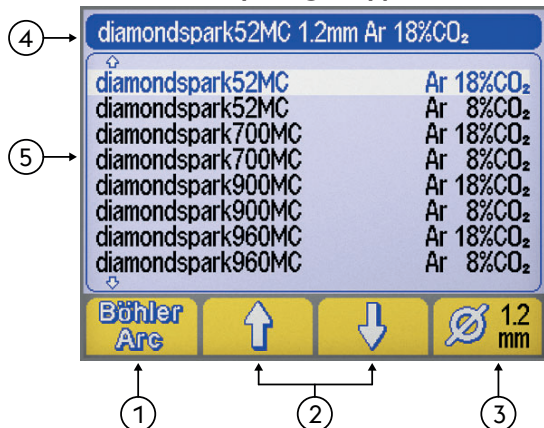 ④
diamondspark52MC 1.2mm Ar 18%CO₂
diamondspark52MC Ar 18%CO₂
diamondspark52MC Ar 8%CO₂
diamondspark700MC Ar 18%CO₂
⑤
diamondspark700MC Ar 8%CO₂
diamondspark900MC Ar 18%CO₂
diamondspark900MC Ar 8%CO₂
diamondspark960MC Ar 18%CO₂
diamondspark960MC Ar 8%CO₂
Böhler
Arc
1.2
mm
① ② ③